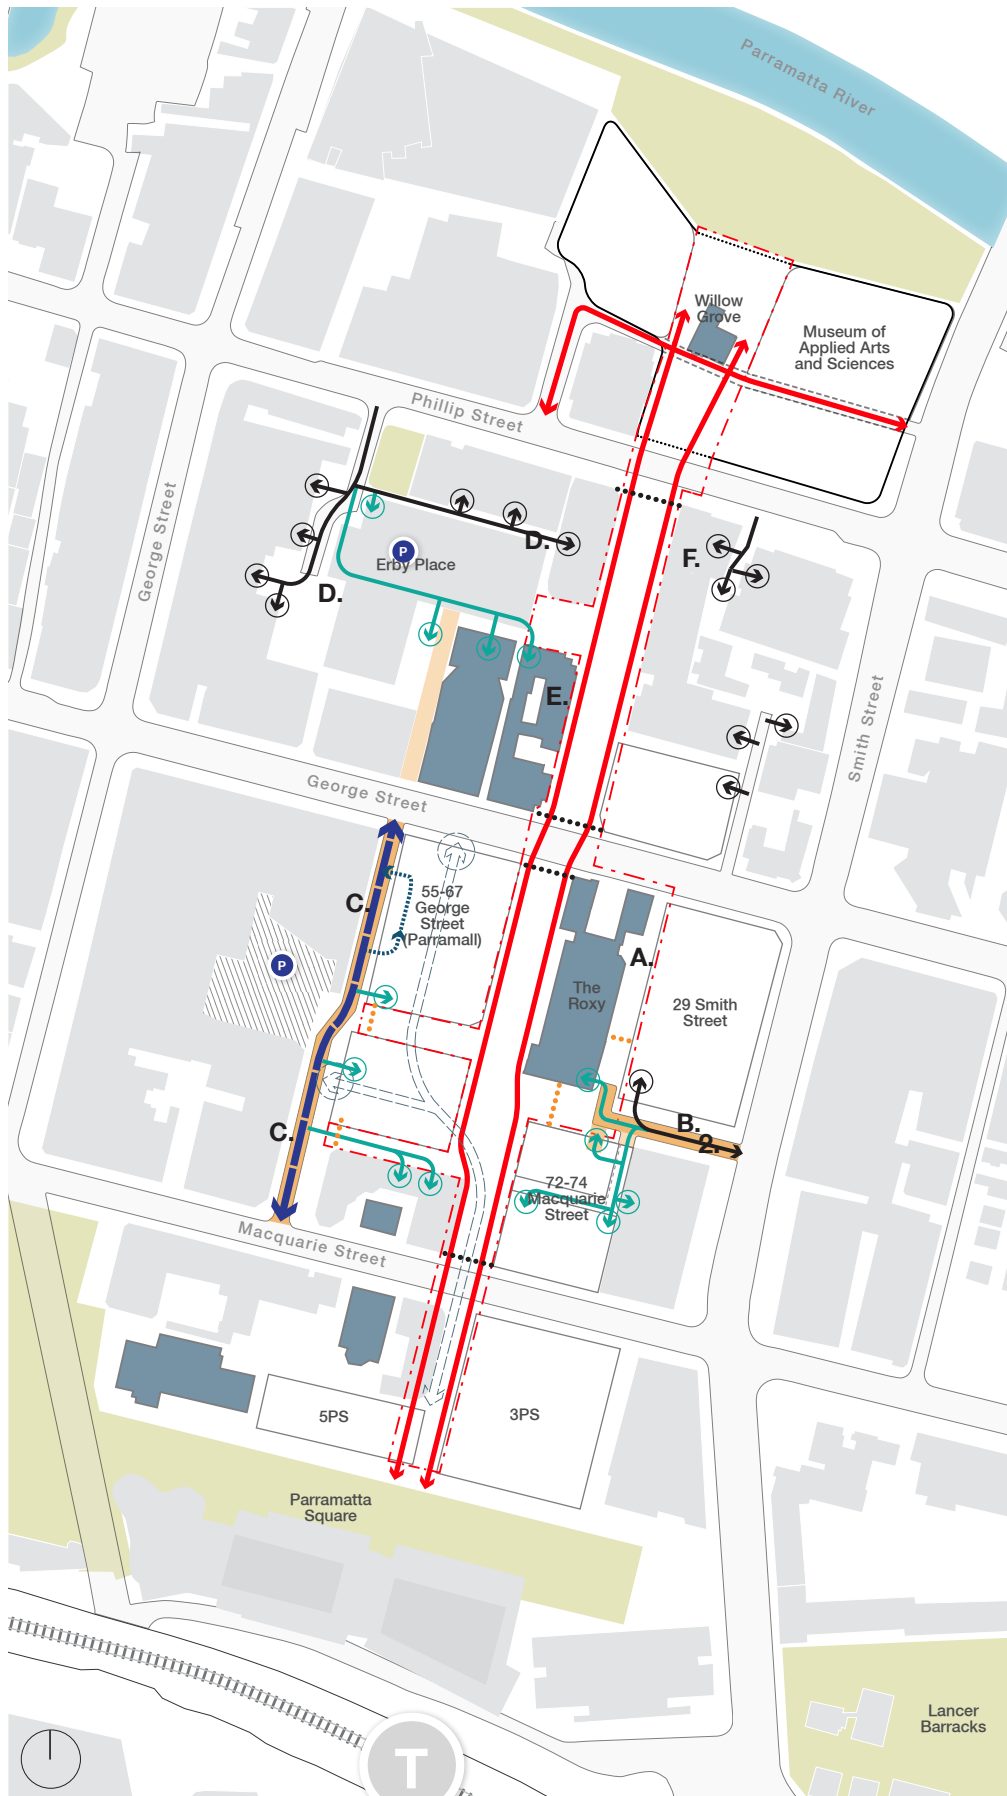 Parramatta River
Willow
Grove
Museum of
Applied Arts
and Sciences
Phillip Street
George Street
D.
P
Erby Place
F.
D.
E.
Smith Street
George Street
C.
55-67
George
Street
(Parramall)
A.
P
The
Roxy
29 Smith
Street
B.
2.
C.
72-74
Macquarie
Street
Macquarie Street
5PS
3PS
Parramatta
Square
Lancer
Barracks
T